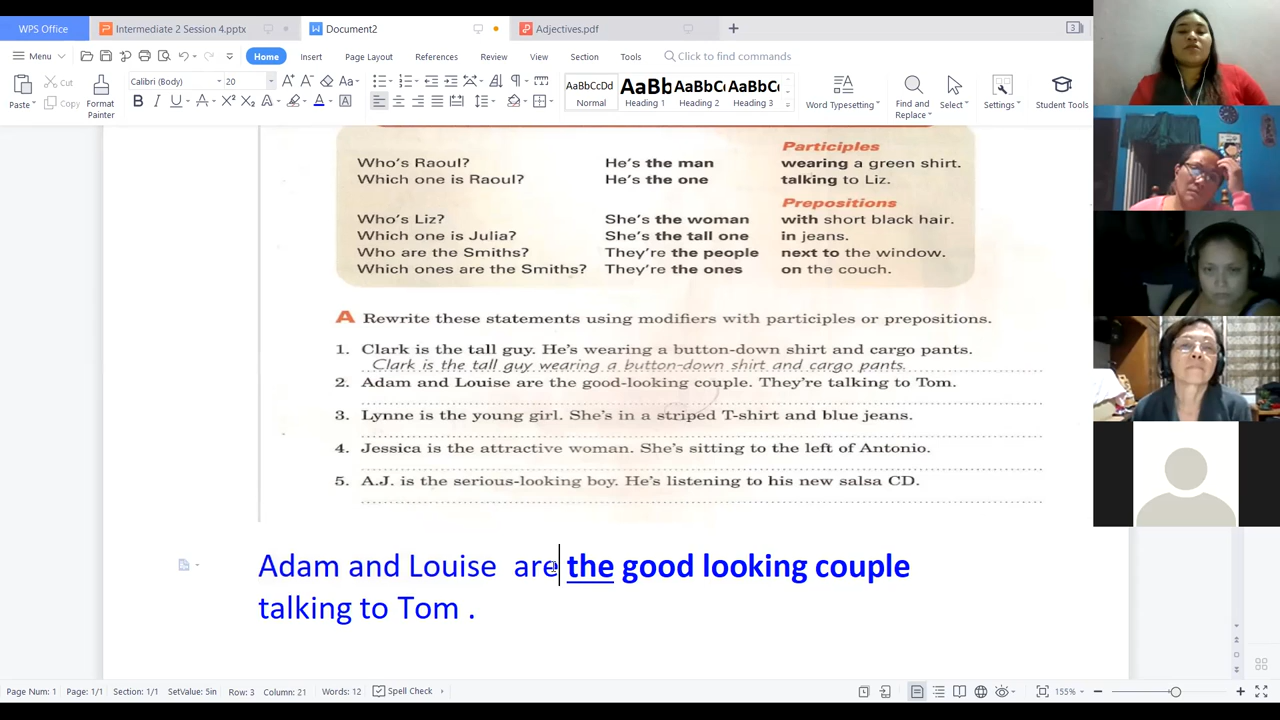 WPS Office
Intermediate 2 Session 4.pptx
Document2
Adjectives.pdf
3
Menu
Home
Insert
Page Layout
References
Review
View
Section
Tools
Click to find commands
Paste
Cut
Copy
Format Painter
Calibri (Body)
20
AaBbCcDd
Normal
AaBb
Heading 1
AaBbC
Heading 2
AaBbC
Heading 3
Word Typesetting
Find and Replace
Select
Settings
Student Tools
Participles
Who's Raoul? He's the man wearing a green shirt.
Which one is Raoul? He's the one talking to Liz.
Prepositions
Who's Liz? She's the woman with short black hair.
Which one is Julia? She's the tall one in jeans.
Who are the Smiths? They're the people next to the window.
Which ones are the Smiths? They're the ones on the couch.
A Rewrite these statements using modifiers with participles or prepositions.
1. Clark is the tall guy. He's wearing a button-down shirt and cargo pants.
Clark is the tall guy wearing a button-down shirt and cargo pants.
2. Adam and Louise are the good-looking couple. They're talking to Tom.
3. Lynne is the young girl. She's in a striped T-shirt and blue jeans.
4. Jessica is the attractive woman. She's sitting to the left of Antonio.
5. A.J. is the serious-looking boy. He's listening to his new salsa CD.
Adam and Louise are the good looking couple
talking to Tom .
Page Num: 1 Page: 1/1 Section: 1/1 SetValue: 5in Row: 3 Column: 21 Words: 12 Spell Check 155%